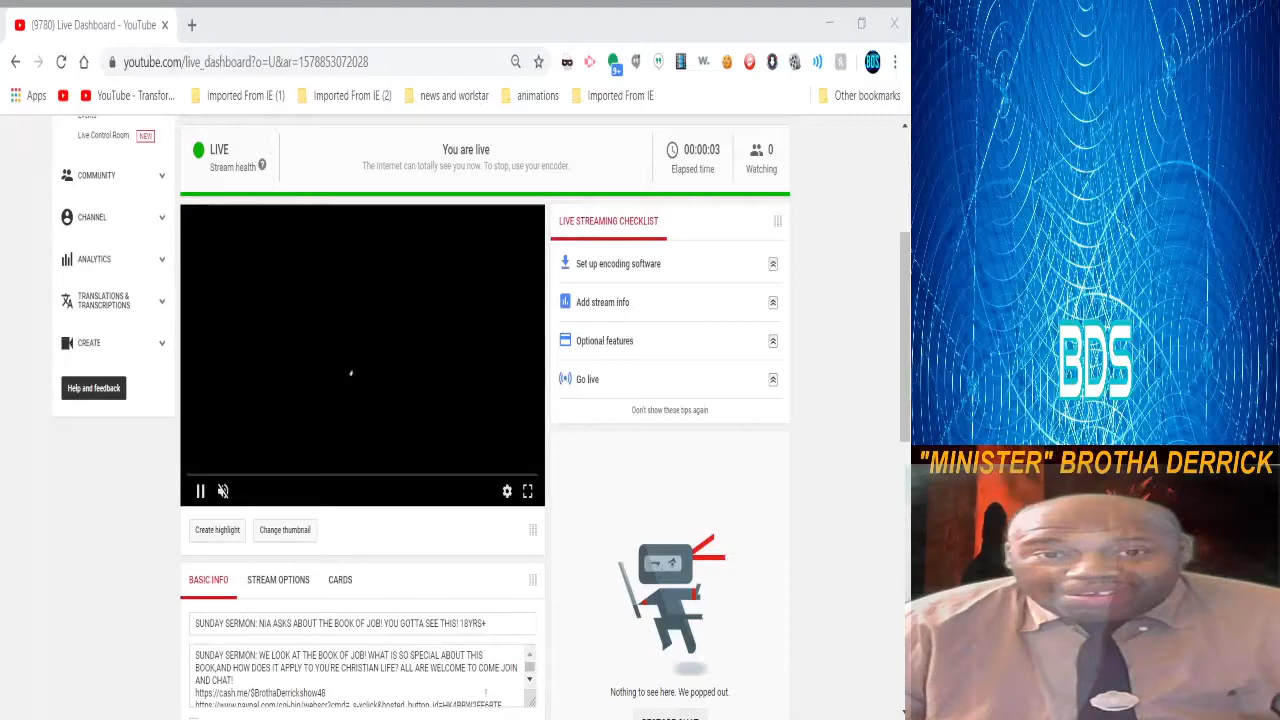 (9780) Live Dashboard - YouTube
youtube.com/live_dashboard?o=U&ar=1578853072028
9+
W.
BDS
Apps
YouTube - Transfor...
Imported From IE (1)
Imported From IE (2)
news and worlstar
animations
Imported From IE
Other bookmarks
Live Control Room NEW
COMMUNITY
CHANNEL
ANALYTICS
TRANSLATIONS &
TRANSCRIPTIONS
CREATE
Help and feedback
LIVE
Stream health
You are live
The Internet can totally see you now. To stop, use your encoder.
00:00:03
Elapsed time
0
Watching
LIVE STREAMING CHECKLIST
Set up encoding software
Add stream info
Optional features
Go live
Don't show these tips again
Create highlight
Change thumbnail
BASIC INFO
STREAM OPTIONS
CARDS
SUNDAY SERMON: NIA ASKS ABOUT THE BOOK OF JOB! YOU GOTTA SEE THIS! 18YRS+
SUNDAY SERMON: WE LOOK AT THE BOOK OF JOB! WHAT IS SO SPECIAL ABOUT THIS
BOOK,AND HOW DOES IT APPLY TO YOU'RE CHRISTIAN LIFE? ALL ARE WELCOME TO COME JOIN
AND CHAT!
https://cash.me/$BrothaDerrickshow48
Nothing to see here. We popped out.
BDS
"MINISTER" BROTHA DERRICK